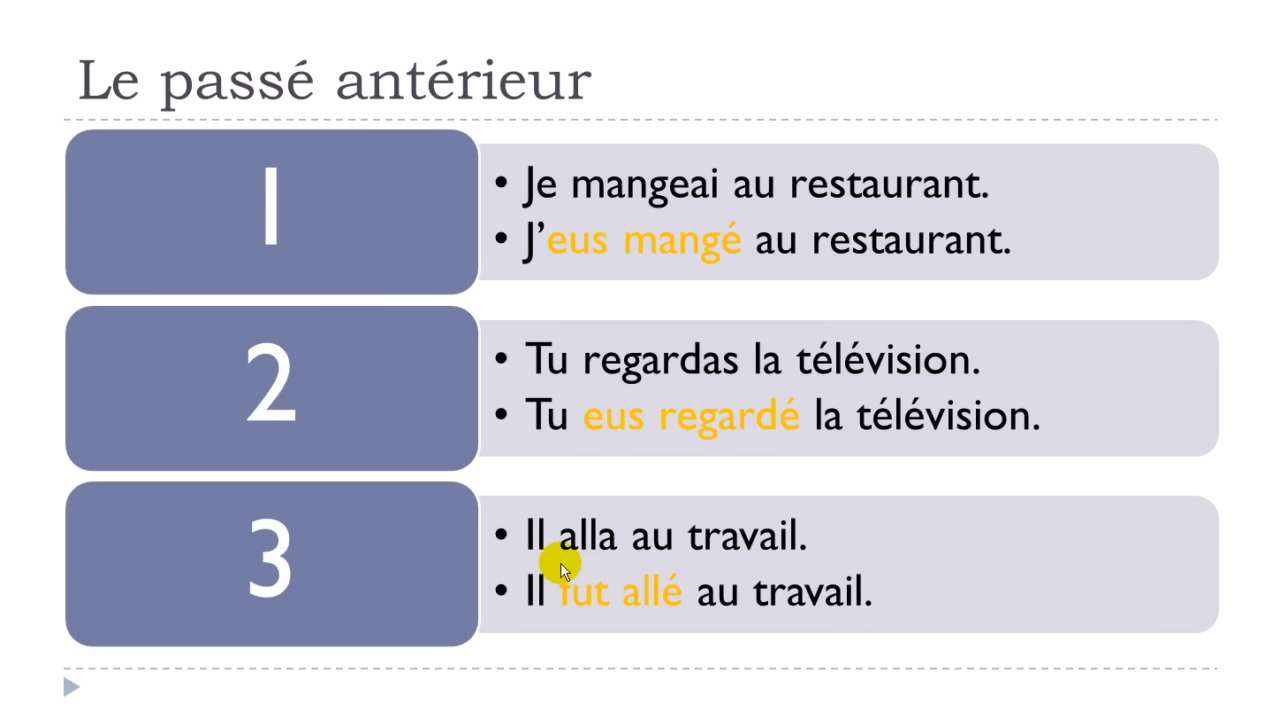 Le passé antérieur
1
• Je mangeai au restaurant.
• J’eus mangé au restaurant.
2
• Tu regardas la télévision.
• Tu eus regardé la télévision.
3
• Il alla au travail.
• Il fut allé au travail.